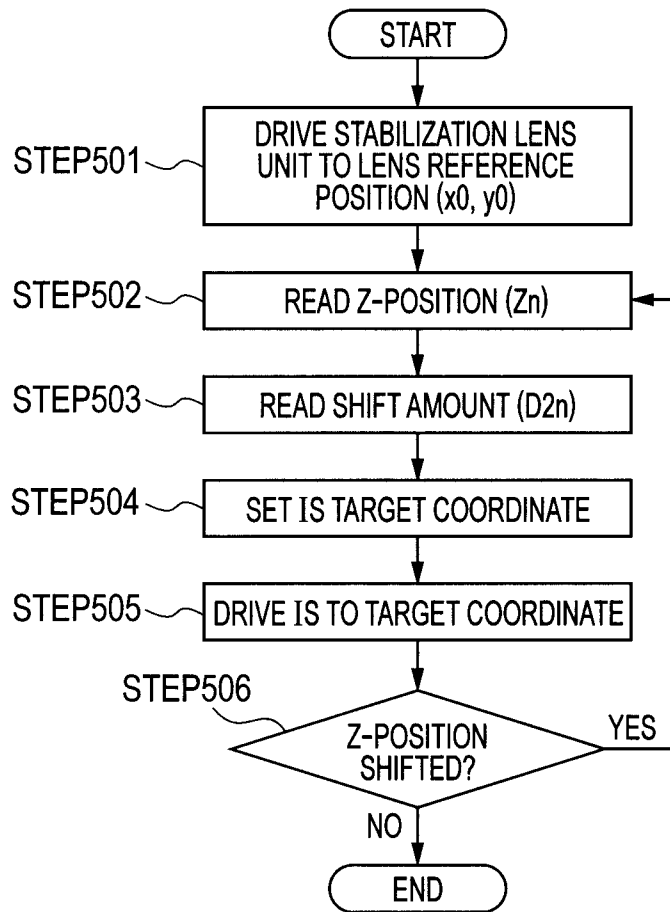 START
STEP501
DRIVE STABILIZATION LENS
UNIT TO LENS REFERENCE
POSITION (x0, y0)
STEP502
READ Z-POSITION (Zn)
STEP503
READ SHIFT AMOUNT (D2n)
STEP504
SET IS TARGET COORDINATE
STEP505
DRIVE IS TO TARGET COORDINATE
STEP506
Z-POSITION
SHIFTED?
YES
NO
END